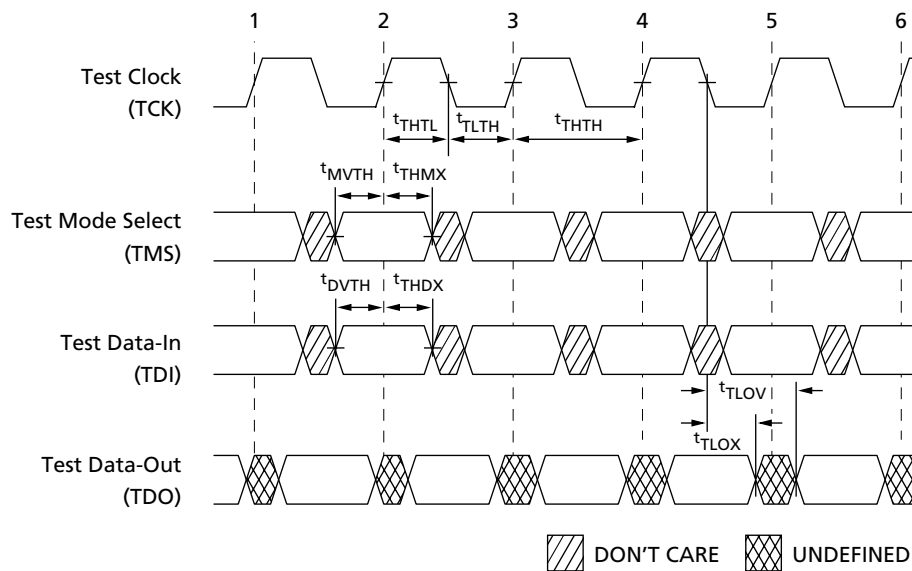 1 2 3 4 5 6
Test Clock
(TCK)
tTHTL tTLTH tTHTH
tMVTH tTHMX
Test Mode Select
(TMS)
tDVTH tTHDX
Test Data-In
(TDI)
tTLOV
tTLOX
Test Data-Out
(TDO)
DON'T CARE UNDEFINED